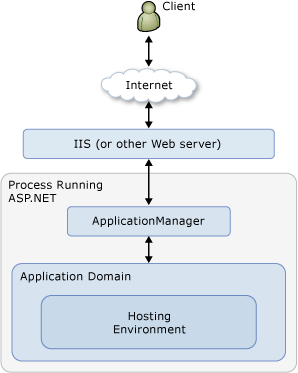 Client
Internet
IIS (or other Web server)
Process Running
ASP.NET
ApplicationManager
Application Domain
Hosting
Environment